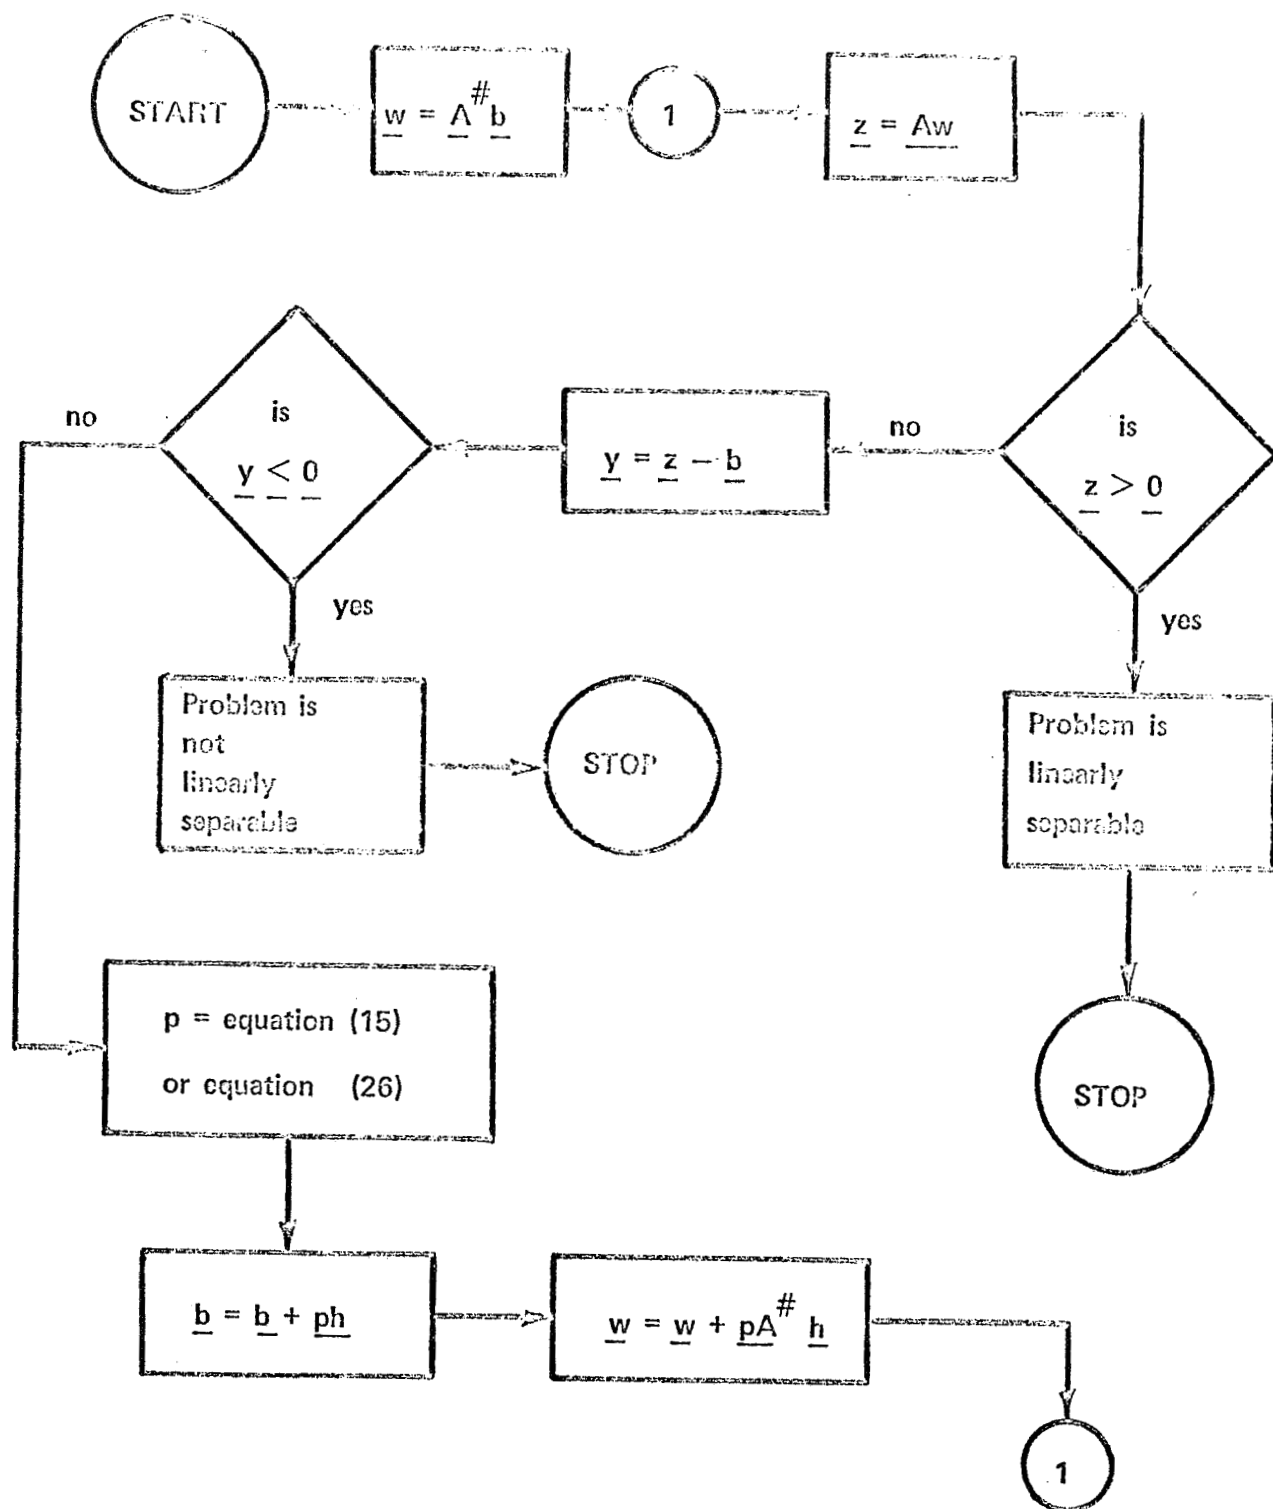 START
w = A# b
1
z = Aw
is
z > 0
no
yes
y = z - b
is
y < 0
no
yes
Problem is
not
linearly
separable
STOP
Problem is
linearly
separable
STOP
p = equation (15)
or equation (26)
b = b + ph
w = w + pA# h
1